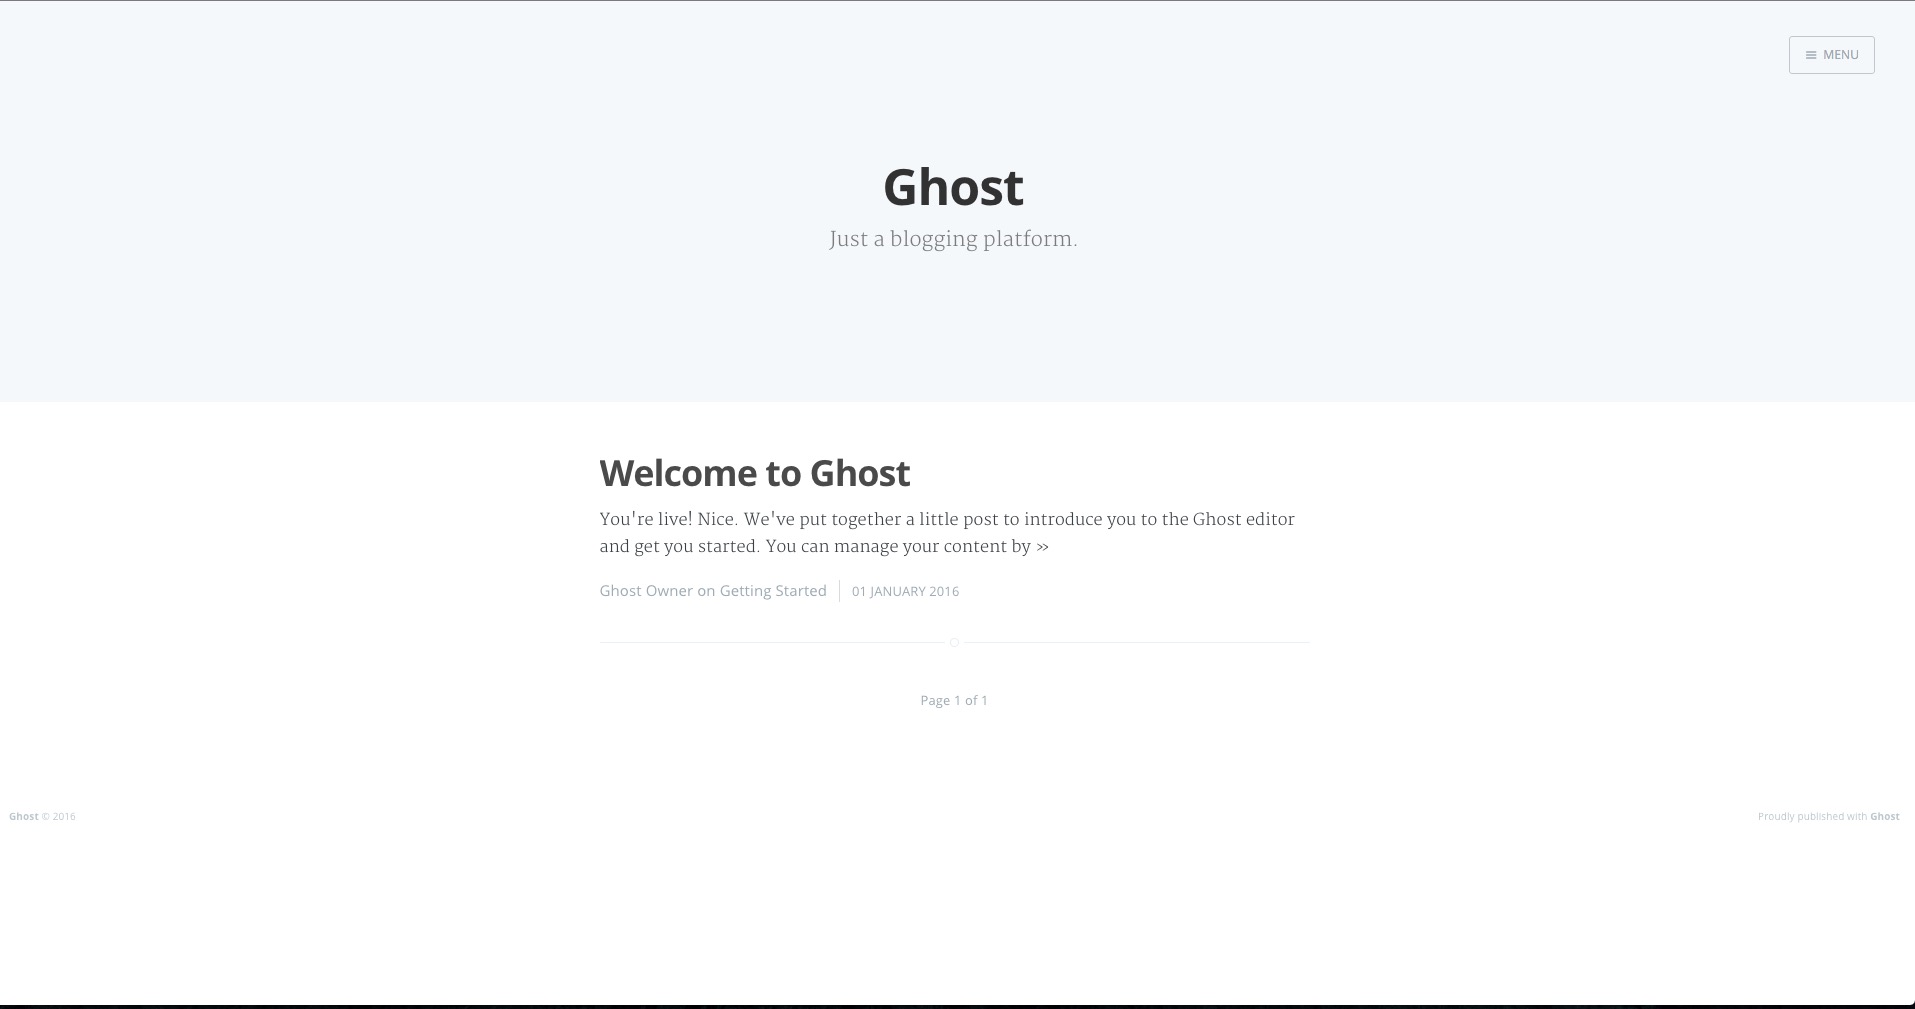 MENU
Ghost
Just a blogging platform.
Welcome to Ghost
You're live! Nice. We've put together a little post to introduce you to the Ghost editor
and get you started. You can manage your content by »
Ghost Owner on Getting Started
01 JANUARY 2016
Page 1 of 1
Ghost © 2016
Proudly published with Ghost